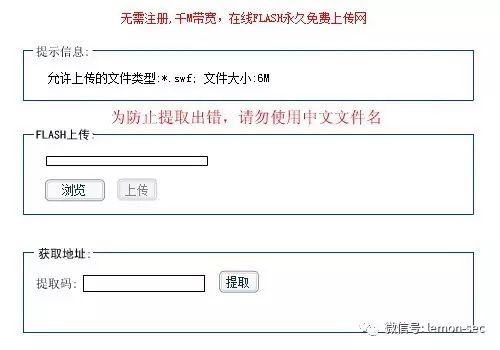 无需注册,千M带宽，在线FLASH永久免费上传网
提示信息:
允许上传的文件类型:*.swf; 文件大小:6M
为防止提取出错，请勿使用中文文件名
FLASH上传:
浏览 上传
获取地址:
提取码: 提取
微信号: lemon-sec